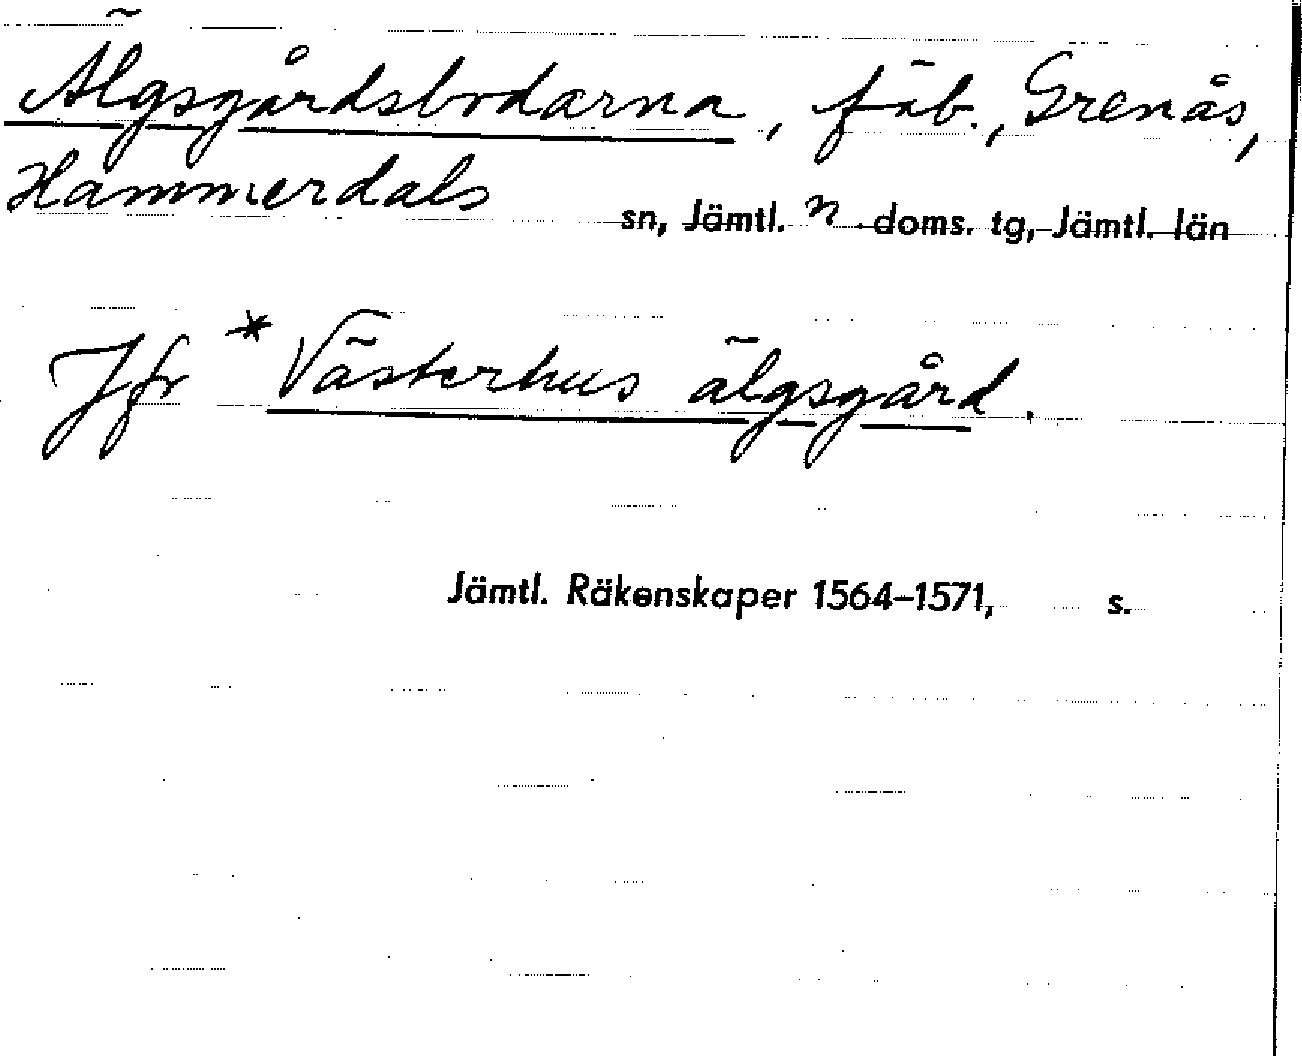 Älgsgårdsbodarna, fäb., Grenås,
Hammerdals sn, Jämtl. n. doms. tg, Jämtl. län
Jfr *Västerhus älgsgård.
Jämtl. Räkenskaper 1564–1571, s.